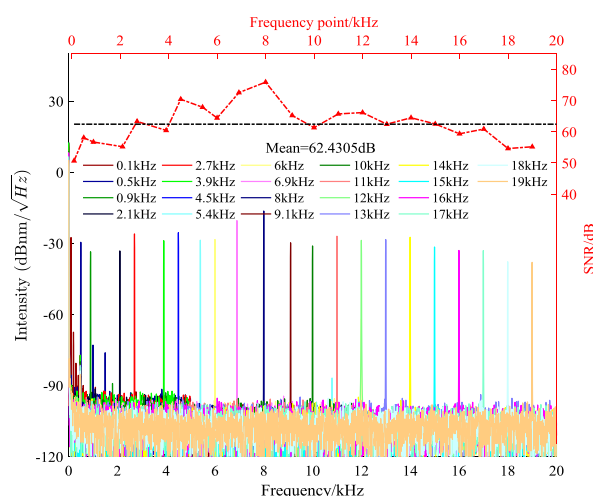 Frequency point/kHz
0 2 4 6 8 10 12 14 16 18 20
30
0
-30
-60
-90
-120
Intensity (dBnm/√Hz)
85
80
70
60
50
40
SNR/dB
Mean=62.4305dB
0.1kHz 2.7kHz 6kHz 10kHz 14kHz 18kHz
0.5kHz 3.9kHz 6.9kHz 11kHz 15kHz 19kHz
0.9kHz 4.5kHz 8kHz 12kHz 16kHz
2.1kHz 5.4kHz 9.1kHz 13kHz 17kHz
0 2 4 6 8 10 12 14 16 18 20
Frequency/kHz